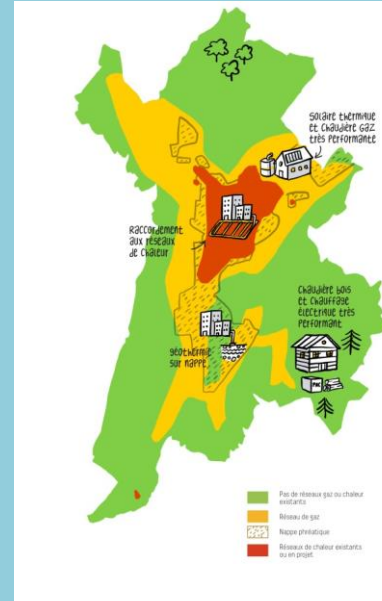 Solaire thermique
et chaudière gaz
très performante
Raccordement
aux réseaux
de chaleur
Chaudière bois
et chauffage
électrique très
performant
géothermie
sur nappe
PAC
Pas de réseaux gaz ou chaleur
existants
Réseau de gaz
Nappe phréatique
Réseaux de chaleur existants
ou en projet